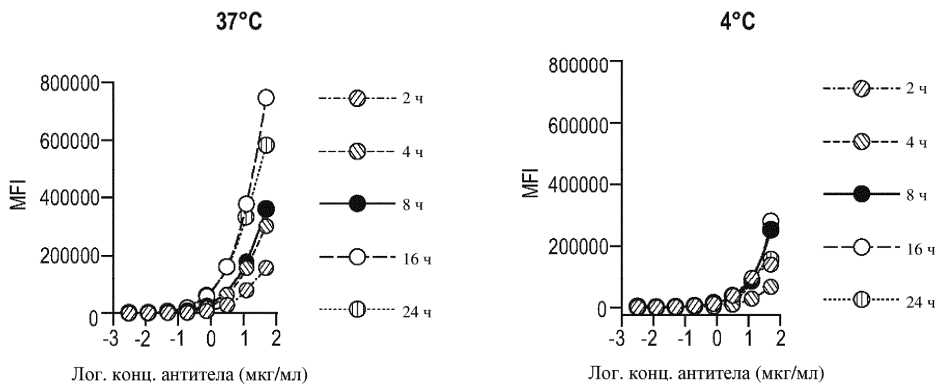 37°C
MFI
800000
600000
400000
200000
0
-3 -2 -1 0 1 2
Лог. конц. антитела (мкг/мл)
2 ч
4 ч
8 ч
16 ч
24 ч
4°C
MFI
800000
600000
400000
200000
0
-3 -2 -1 0 1 2
Лог. конц. антитела (мкг/мл)
2 ч
4 ч
8 ч
16 ч
24 ч